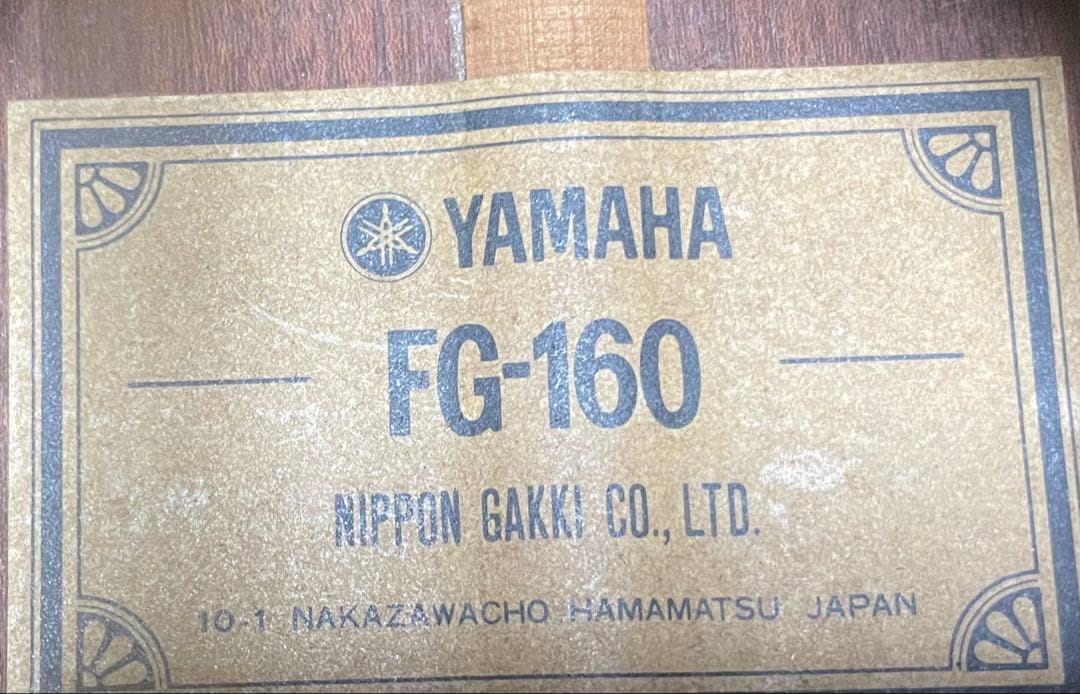 YAMAHA
FG-160
NIPPON GAKKI CO., LTD.
10-1 NAKAZAWACHO HAMAMATSU JAPAN